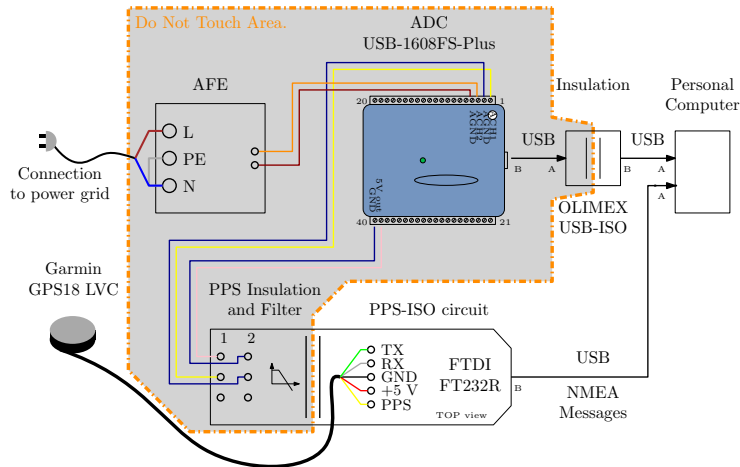 Do Not Touch Area.
ADC
USB-1608FS-Plus
AFE
Insulation
Personal
Computer
20
1
CH1
AGND
ACH2
AGND
L
PE
N
USB
USB
B
A
B
A
A
Connection
to power grid
5V out
GND
40
21
OLIMEX
USB-ISO
Garmin
GPS18 LVC
PPS Insulation
and Filter
PPS-ISO circuit
1 2
TX
RX
GND
+5 V
PPS
FTDI
FT232R
TOP view
B
USB
NMEA
Messages